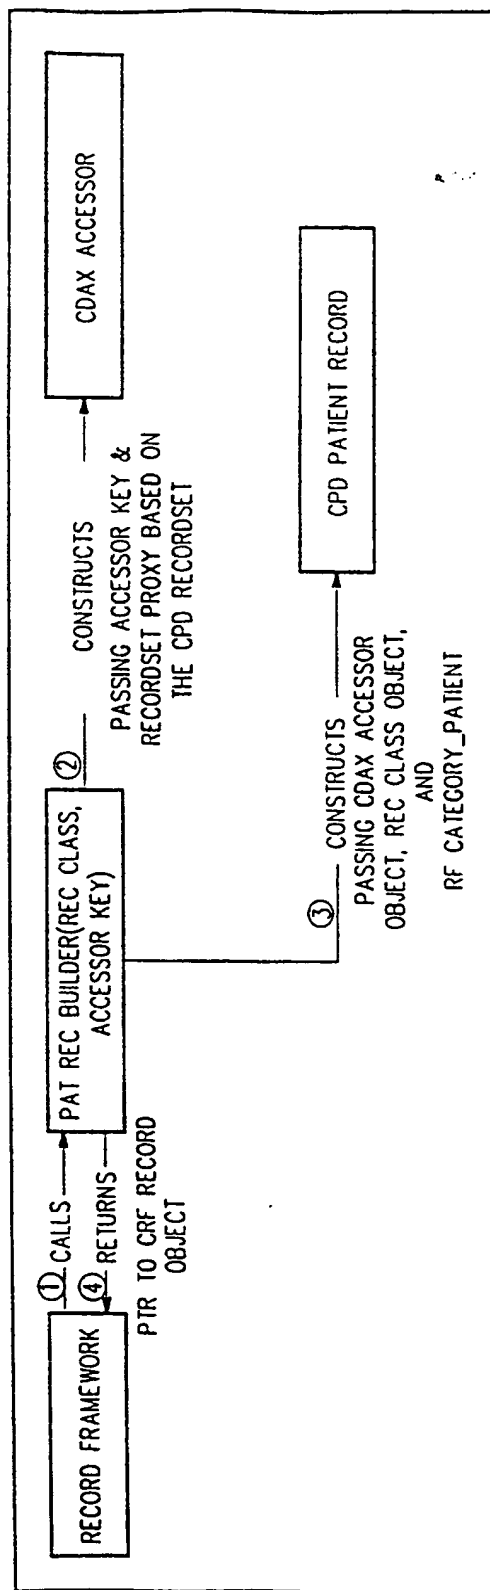 RECORD FRAMEWORK
① CALLS
④ RETURNS
PTR TO CRF RECORD
OBJECT
PAT REC BUILDER(REC CLASS,
ACCESSOR KEY)
② CONSTRUCTS
PASSING ACCESSOR KEY &
RECORDSET PROXY BASED ON
THE CPD RECORDSET
CDAX ACCESSOR
③ CONSTRUCTS
PASSING CDAX ACCESSOR
OBJECT, REC CLASS OBJECT,
AND
RF CATEGORY_PATIENT
CPD PATIENT RECORD